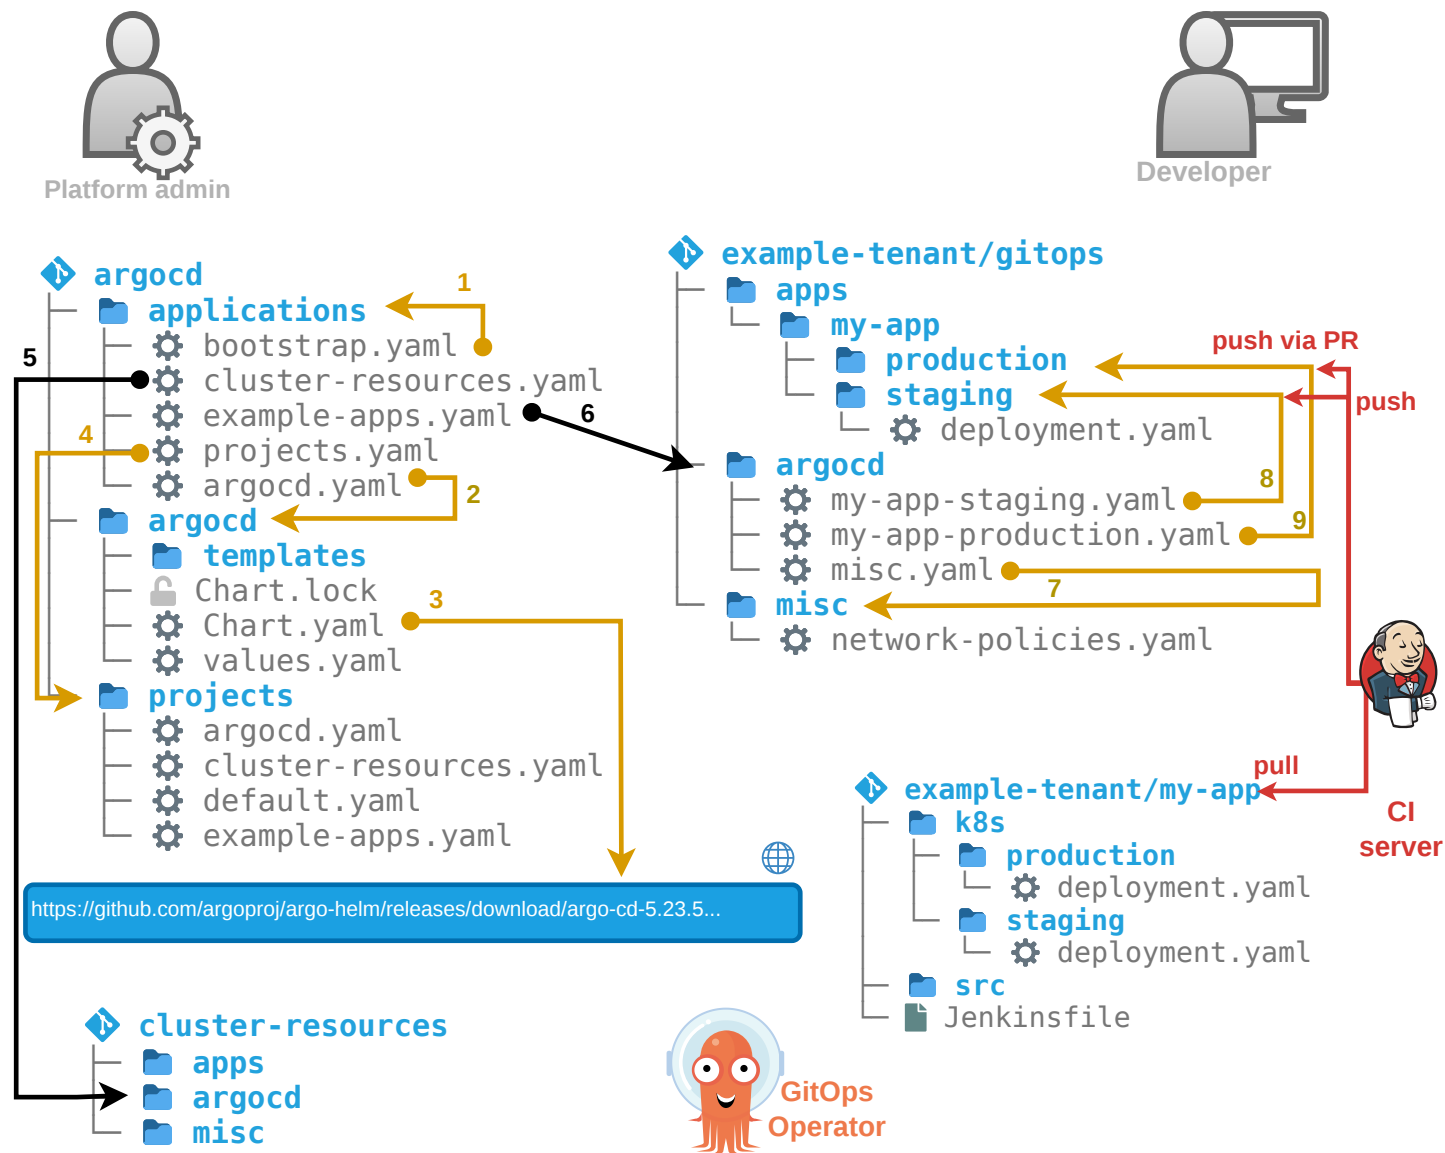 Platform admin
Developer
argocd
applications
1
bootstrap.yaml
5
cluster-resources.yaml
example-apps.yaml
6
4
projects.yaml
argocd.yaml
2
argocd
templates
Chart.lock
3
Chart.yaml
values.yaml
projects
argocd.yaml
cluster-resources.yaml
default.yaml
example-apps.yaml
https://github.com/argoproj/argo-helm/releases/download/argo-cd-5.23.5...
cluster-resources
apps
argocd
misc
GitOps
Operator
example-tenant/gitops
apps
my-app
production
push via PR
staging
push
deployment.yaml
argocd
8
my-app-staging.yaml
9
my-app-production.yaml
misc.yaml
7
misc
network-policies.yaml
pull
example-tenant/my-app
CI
server
k8s
production
deployment.yaml
staging
deployment.yaml
src
Jenkinsfile